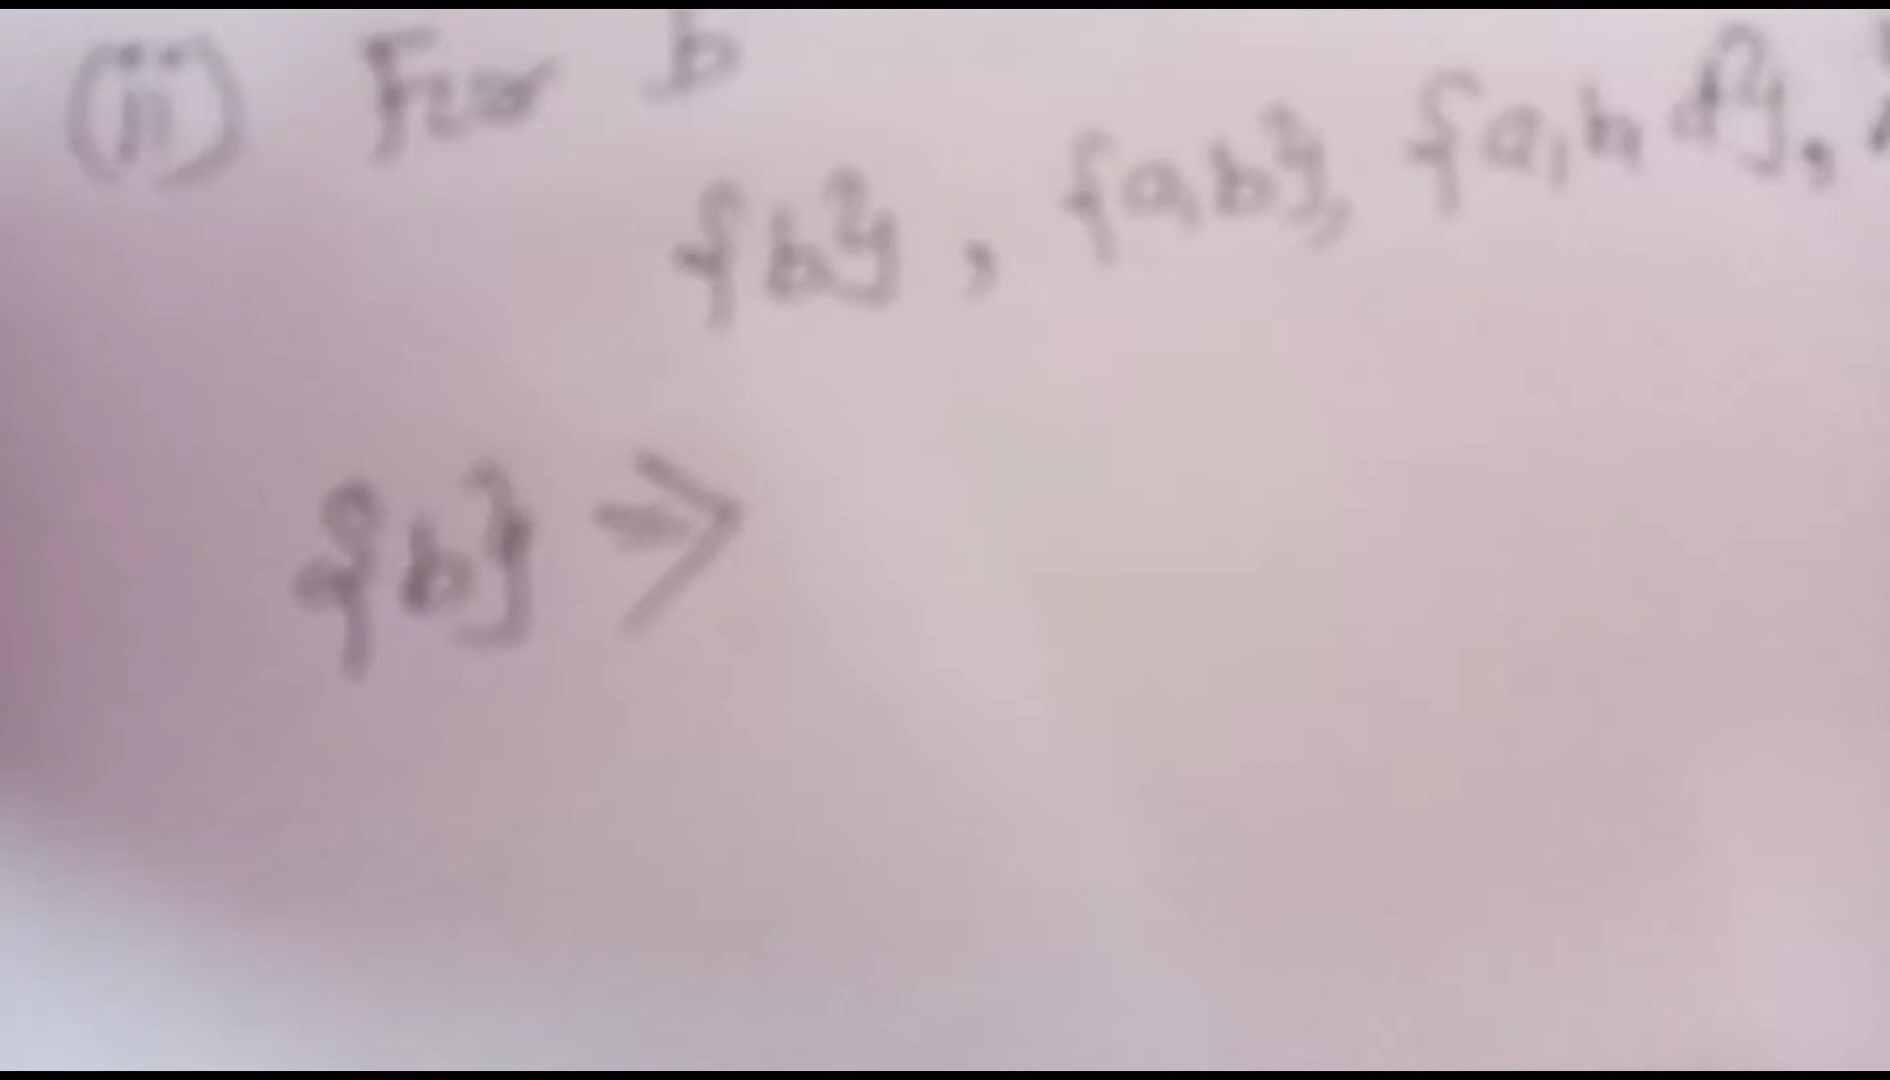 (ii) For b
{b}, {a,b}, {a,b,d},
{b} →